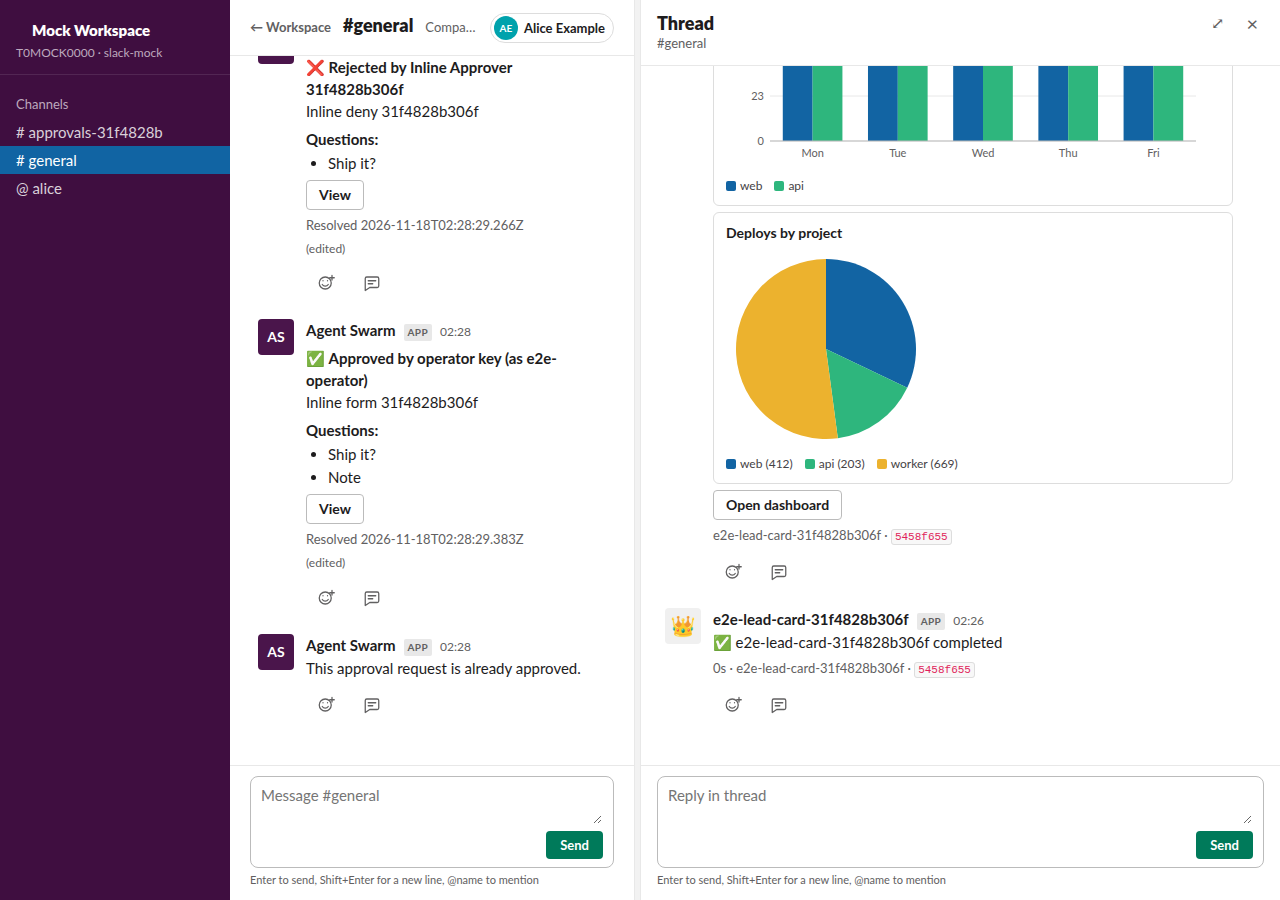 Mock Workspace
T0MOCK0000 · slack-mock
Channels
# approvals-31f4828b
# general
@ alice
← Workspace #general Compa... AE Alice Example
❌ Rejected by Inline Approver
31f4828b306f
Inline deny 31f4828b306f
Questions:
• Ship it?
View
Resolved 2026-11-18T02:28:29.266Z
(edited)
AS Agent Swarm APP 02:28
✅ Approved by operator key (as e2e-
operator)
Inline form 31f4828b306f
Questions:
• Ship it?
• Note
View
Resolved 2026-11-18T02:28:29.383Z
(edited)
AS Agent Swarm APP 02:28
This approval request is already approved.
Message #general
Send
Enter to send, Shift+Enter for a new line, @name to mention
Thread
#general
23
0
Mon Tue Wed Thu Fri
web api
Deploys by project
web (412) api (203) worker (669)
Open dashboard
e2e-lead-card-31f4828b306f · 5458f655
e2e-lead-card-31f4828b306f APP 02:26
✅ e2e-lead-card-31f4828b306f completed
0s · e2e-lead-card-31f4828b306f · 5458f655
Reply in thread
Send
Enter to send, Shift+Enter for a new line, @name to mention